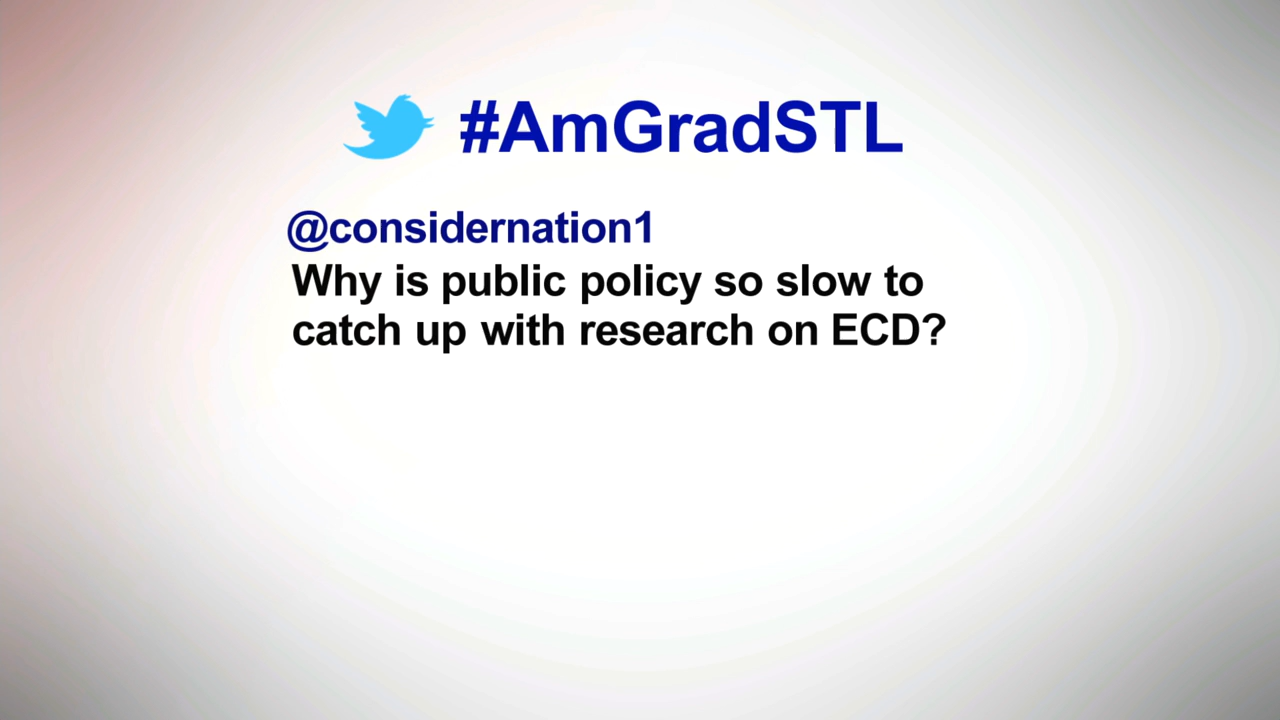 #AmGradSTL
@considernation1
Why is public policy so slow to
catch up with research on ECD?